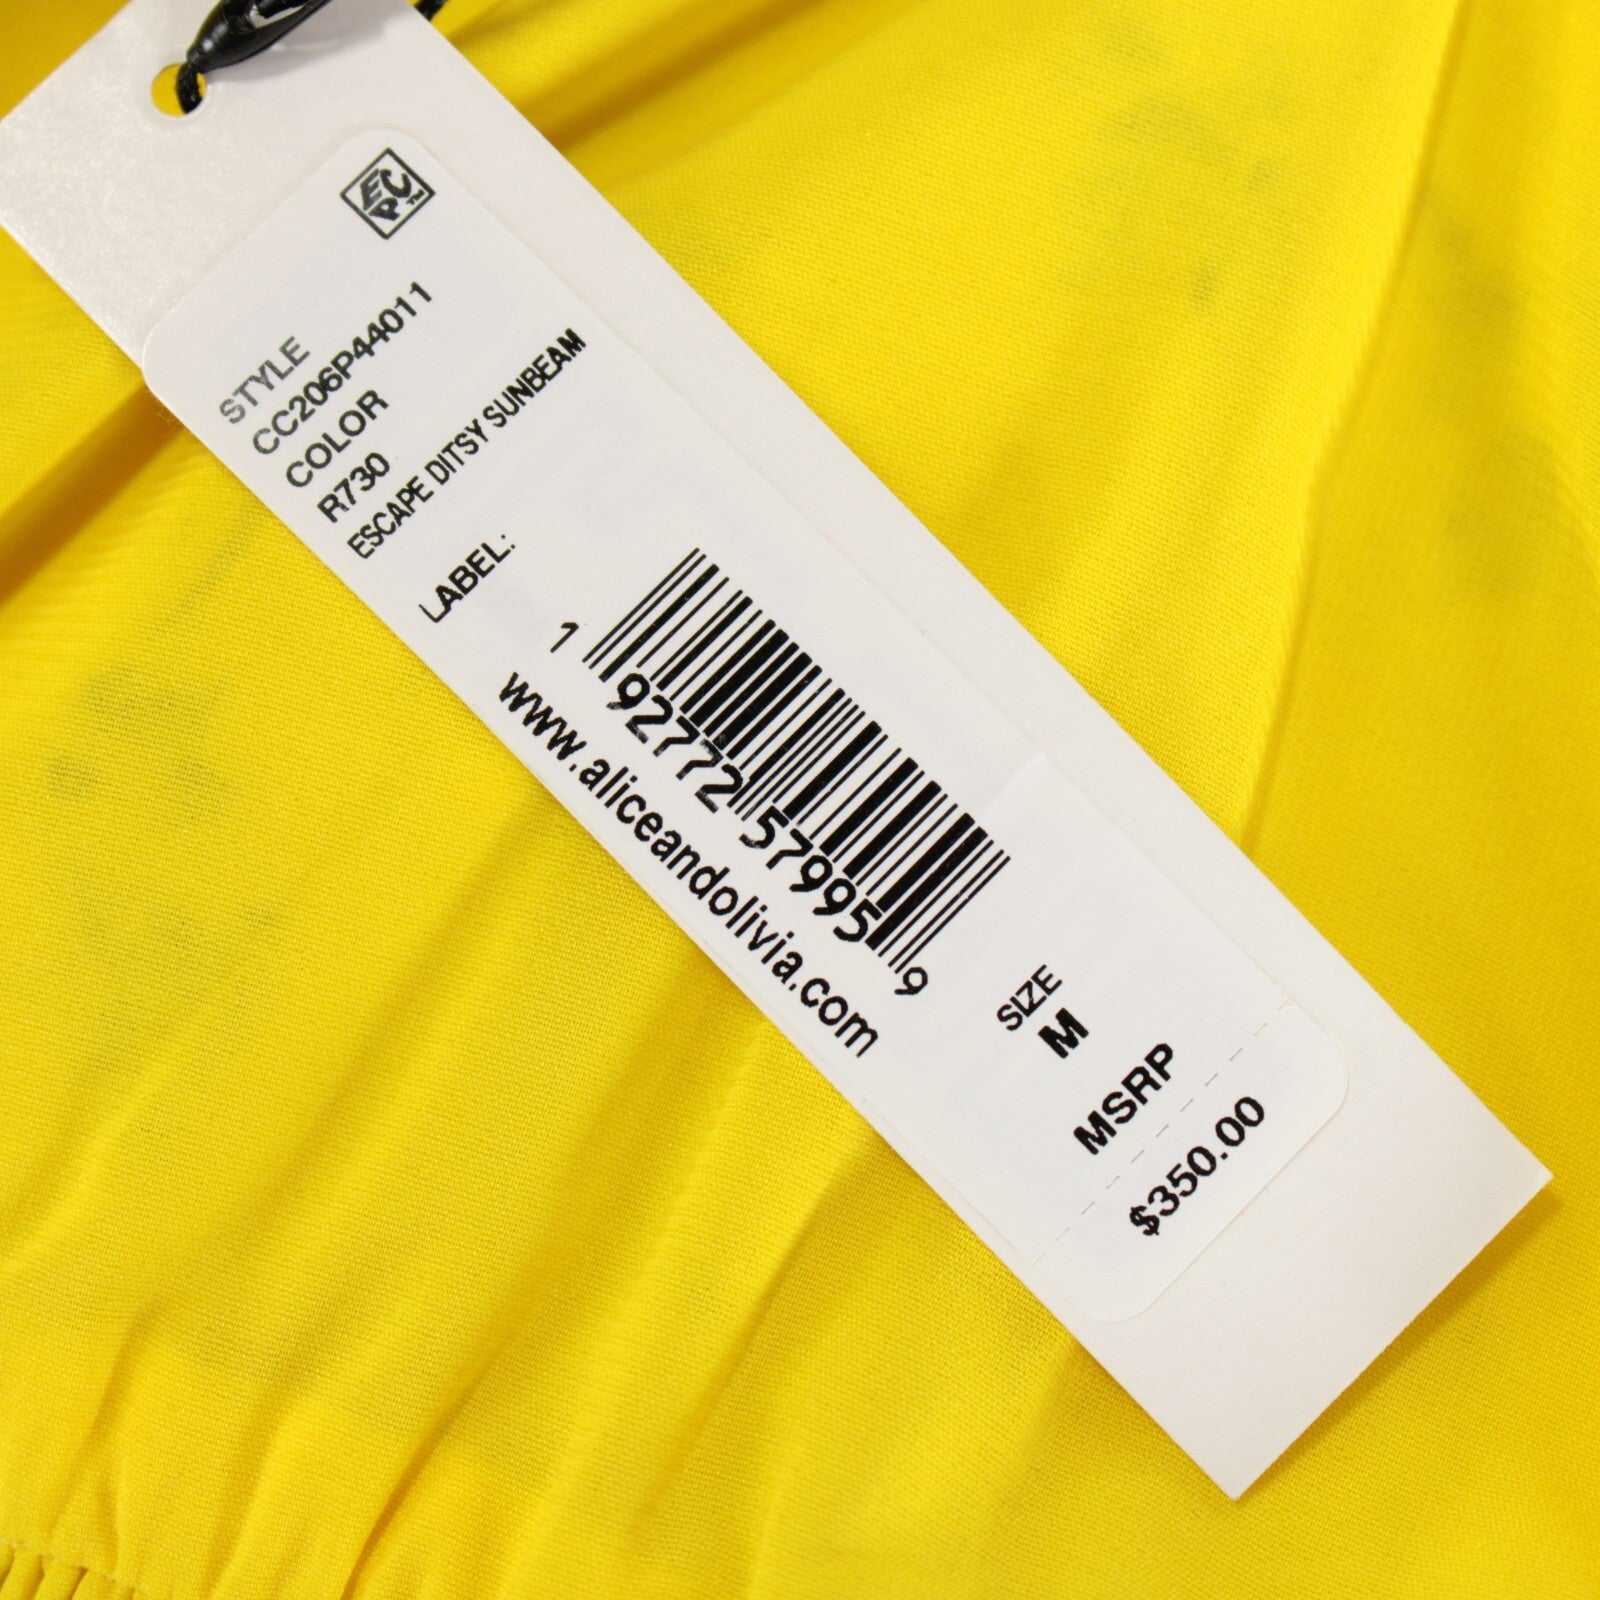 EPC™
STYLE
CC206P44011
COLOR
R730
ESCAPE DITSY SUNBEAM
LABEL:
1 92772 57995 9
www.aliceandolivia.com
SIZE
M
MSRP
$350.00